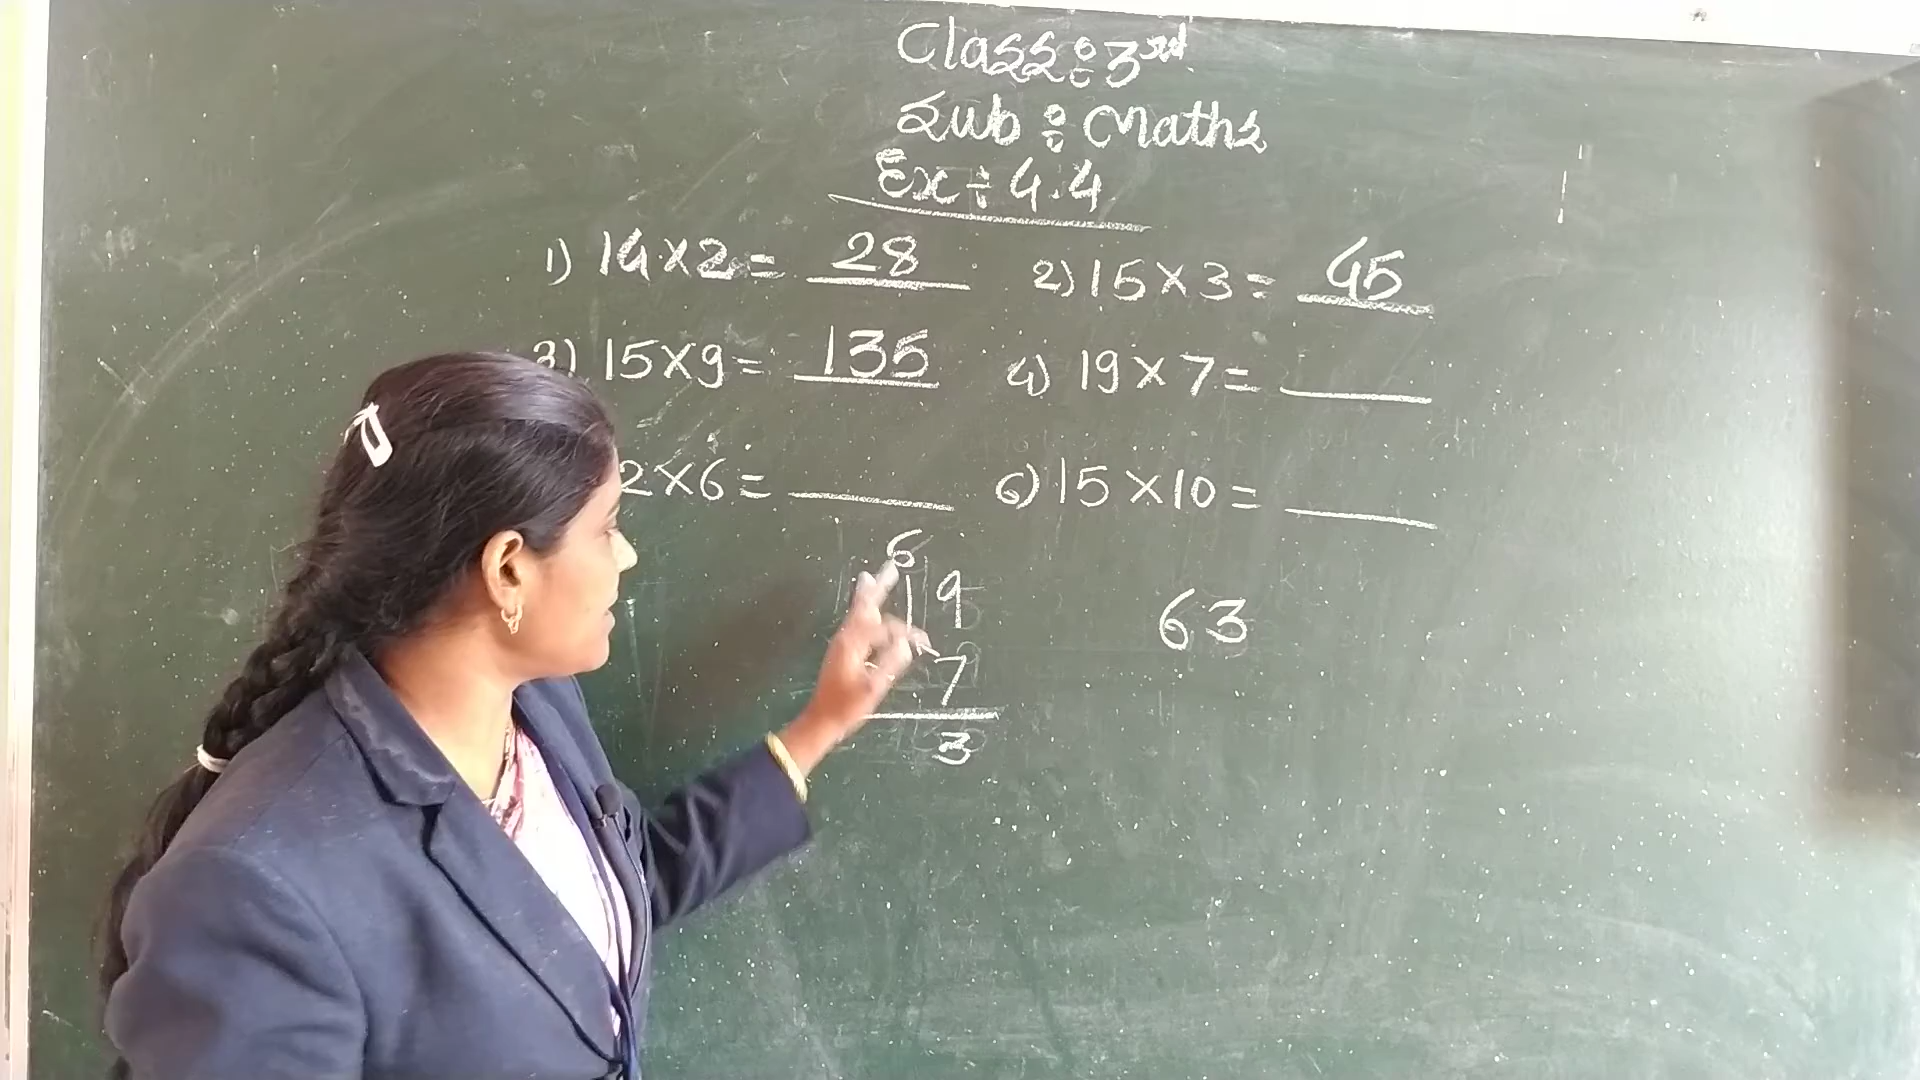 Class : 3rd
Sub : Maths
Ex ÷ 4.4
1) 14×2= 28 2) 15×3= 45
3) 15×9= 135 4) 19×7=
2×6= 6) 15×10=
6
19 63
7
3